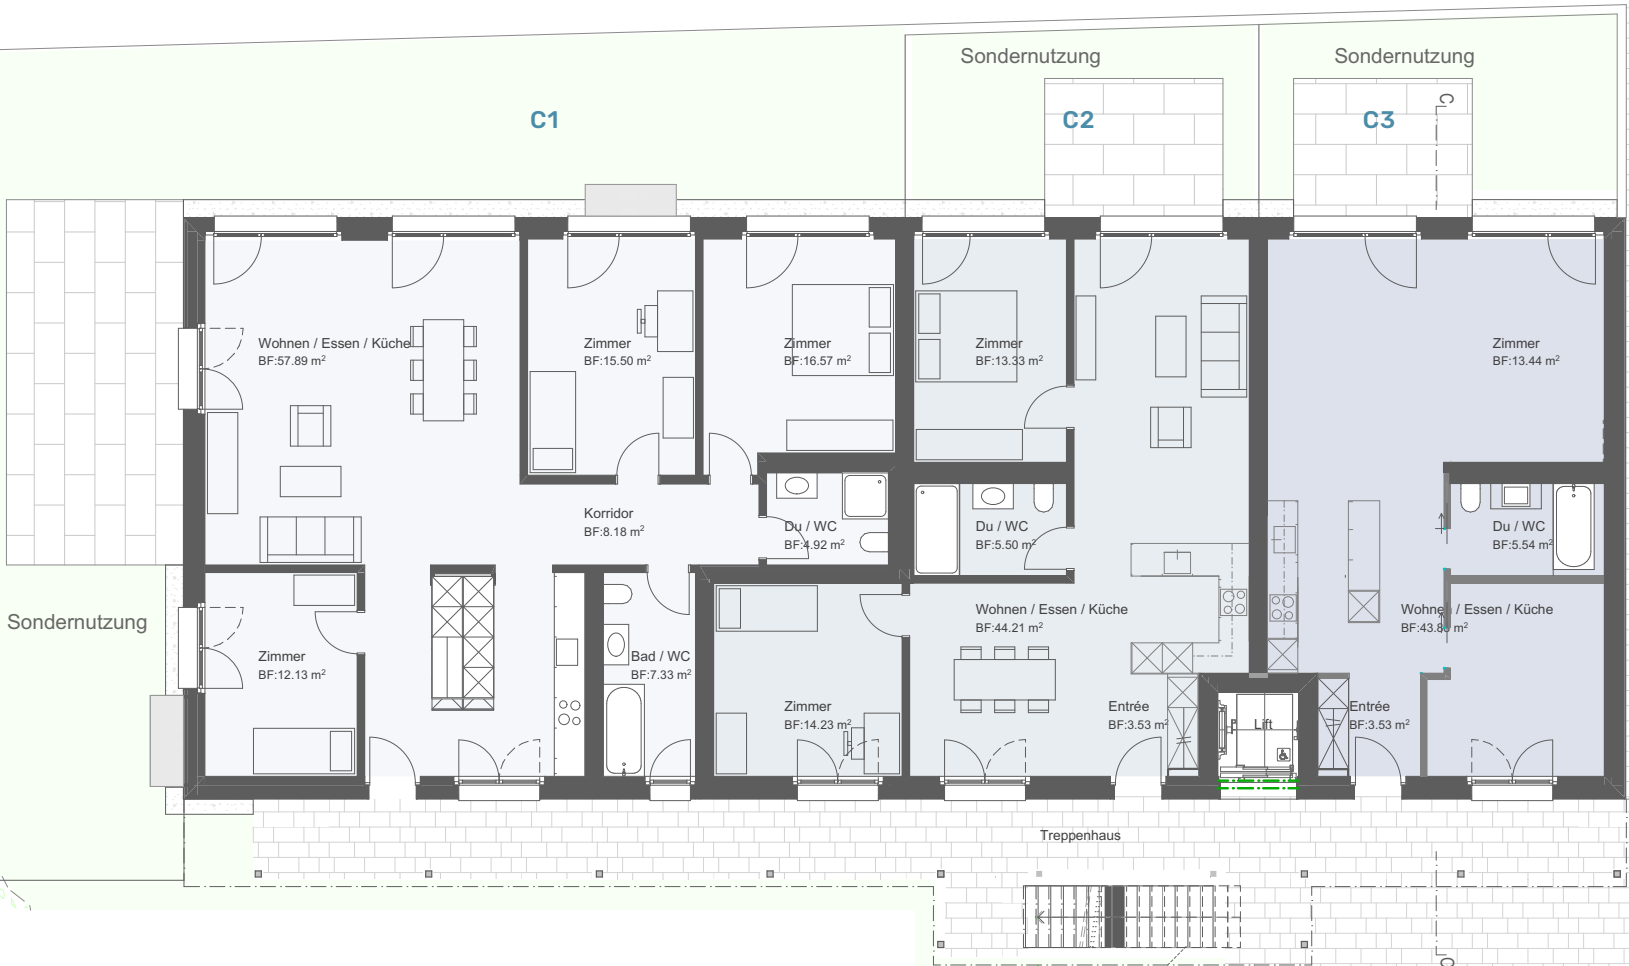 Sondernutzung
Sondernutzung
C1
C2
C3
C
Wohnen / Essen / Küche
BF:57.89 m²
Zimmer
BF:15.50 m²
Zimmer
BF:16.57 m²
Zimmer
BF:13.33 m²
Zimmer
BF:13.44 m²
Korridor
BF:8.18 m²
Du / WC
BF:4.92 m²
Du / WC
BF:5.50 m²
Du / WC
BF:5.54 m²
Sondernutzung
Zimmer
BF:12.13 m²
Bad / WC
BF:7.33 m²
Wohnen / Essen / Küche
BF:44.21 m²
Wohnen / Essen / Küche
Zimmer
BF:14.23 m²
Entrée
BF:3.53 m²
Lift
Entrée
BF:3.53 m²
Treppenhaus
C